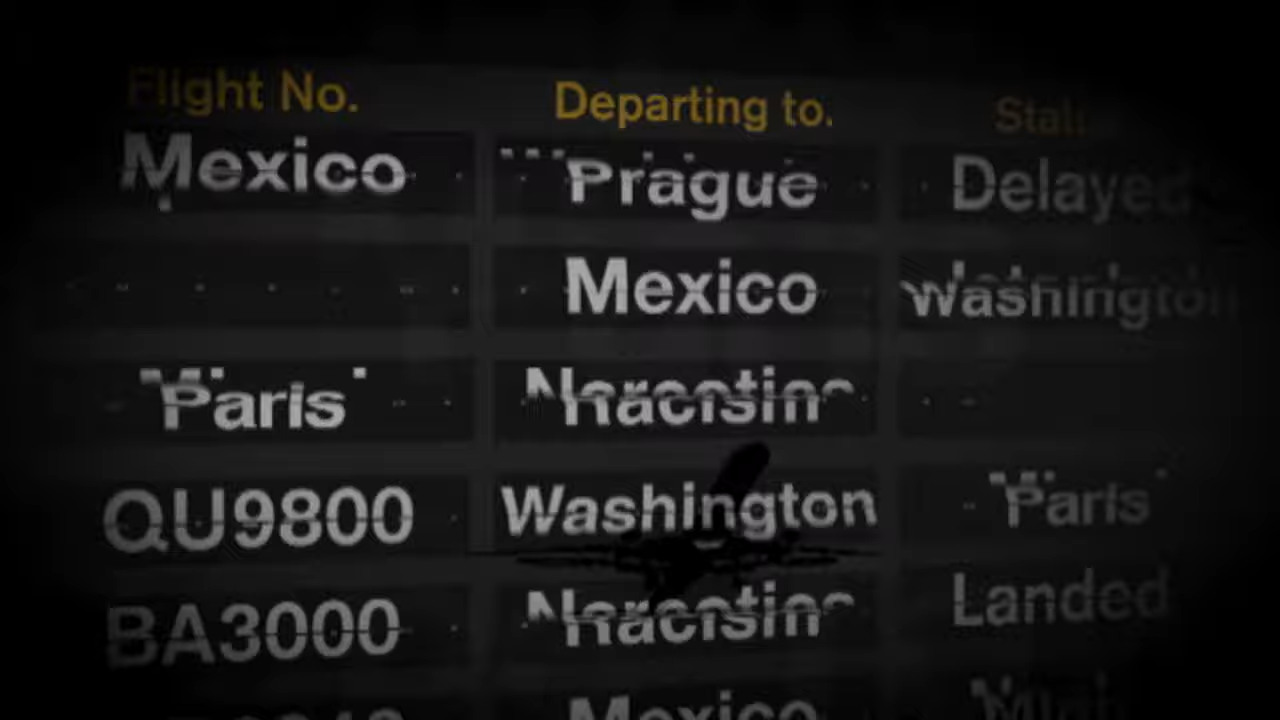 Flight No. Departing to.
Mexico Prague Delayed
Mexico Washington
Paris
QU9800 Washington Paris
BA3000 Landed
Mexico